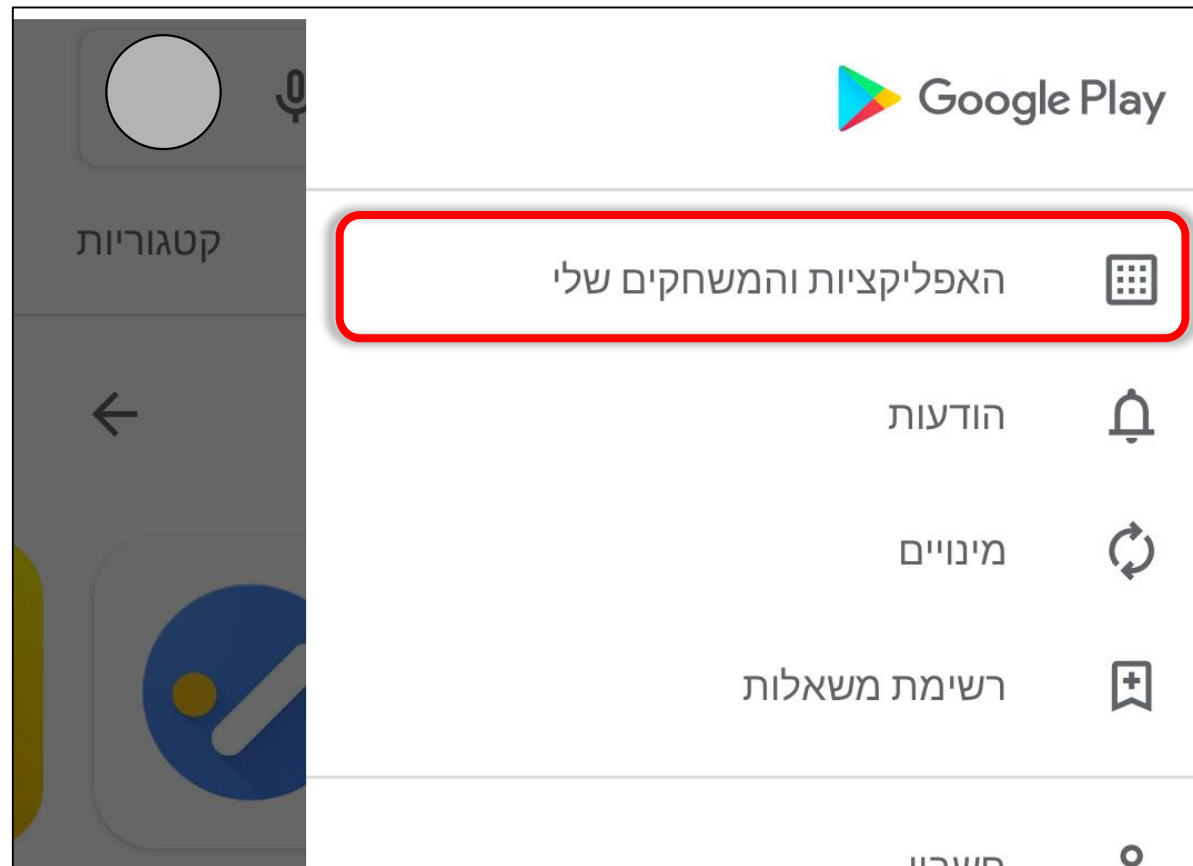 Google Play
קטגוריות
האפליקציות והמשחקים שלי
הודעות
מינויים
רשימת משאלות